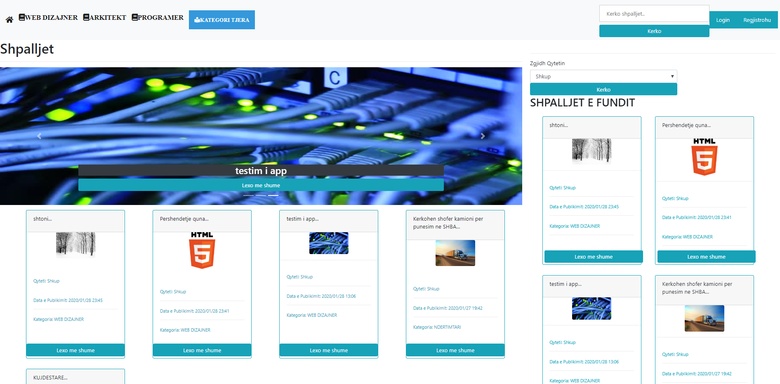 WEB DIZAJNER
ARKITEKT
PROGRAMER
KATEGORI TJERA
Kerko shpalljet..
Kerko
Login
Regjistrohu
Shpalljet
testim i app
Lexo me shume
Zgjidh Qytetin
Shkup
Kerko
SHPALLJET E FUNDIT
shtoni...
Qyteti: Shkup
Data e Publikimit 2020/01/28 23:45
Kategoria: WEB DIZAJNER
Lexo me shume
Pershendetje quna...
HTML
5
Qyteti: Shkup
Data e Publikimit 2020/01/28 23:41
Kategoria: WEB DIZAJNER
Lexo me shume
testim i app...
Qyteti: Shkup
Data e Publikimit 2020/01/28 13:08
Kategoria: WEB DIZAJNER
Lexo me shume
Kerkohen shofer kamioni per
punesim ne SHBA...
Qyteti: Shkup
Data e Publikimit 2020/01/27 19:42
Kategoria: NDERTIMTARI
Lexo me shume
KUJDESTARE...
shtoni...
Qyteti: Shkup
Data e Publikimit 2020/01/28 23:45
Kategoria: WEB DIZAJNER
Lexo me shume
Pershendetje quna...
HTML
5
Qyteti: Shkup
Data e Publikimit 2020/01/28 23:41
Kategoria: WEB DIZAJNER
Lexo me shume
testim i app...
Qyteti: Shkup
Data e Publikimit 2020/01/28 13:08
Kerkohen shofer kamioni per
punesim ne SHBA...
Qyteti: Shkup
Data e Publikimit 2020/01/27 19:42